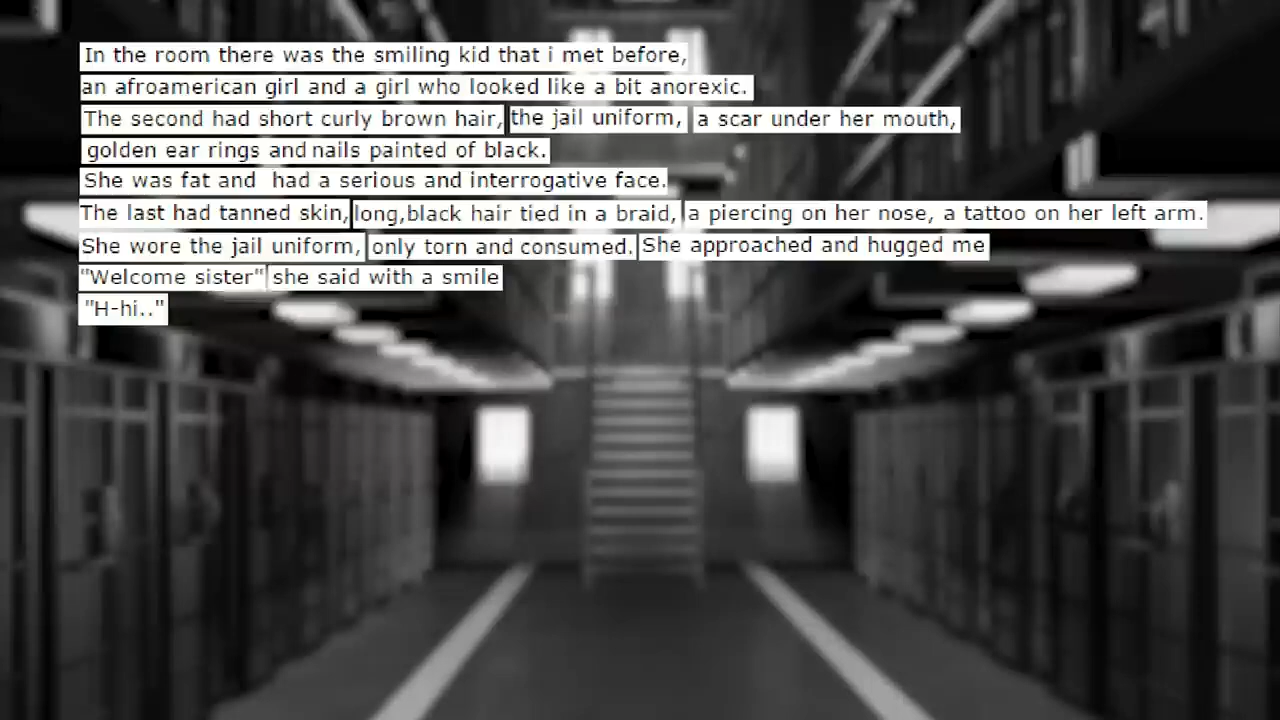 In the room there was the smiling kid that i met before,
an afroamerican girl and a girl who looked like a bit anorexic.
The second had short curly brown hair, the jail uniform, a scar under her mouth,
golden ear rings and nails painted of black.
She was fat and had a serious and interrogative face.
The last had tanned skin, long,black hair tied in a braid, a piercing on her nose, a tattoo on her left arm.
She wore the jail uniform, only torn and consumed. She approached and hugged me
"Welcome sister" she said with a smile
"H-hi.."